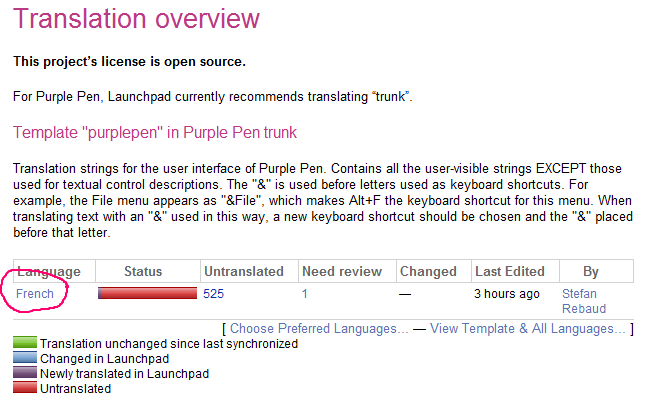 Translation overview
This project's license is open source.
For Purple Pen, Launchpad currently recommends translating “trunk”.
Template "purplepen" in Purple Pen trunk
Translation strings for the user interface of Purple Pen. Contains all the user-visible strings EXCEPT those
used for textual control descriptions. The "&" is used before letters used as keyboard shortcuts. For
example, the File menu appears as "&File", which makes Alt+F the keyboard shortcut for this menu. When
translating text with an "&" used in this way, a new keyboard shortcut should be chosen and the "&" placed
before that letter.
Language Status Untranslated Need review Changed Last Edited By
French 525 1 — 3 hours ago Stefan
Rebaud
[ Choose Preferred Languages... — View Template & All Languages... ]
Translation unchanged since last synchronized
Changed in Launchpad
Newly translated in Launchpad
Untranslated